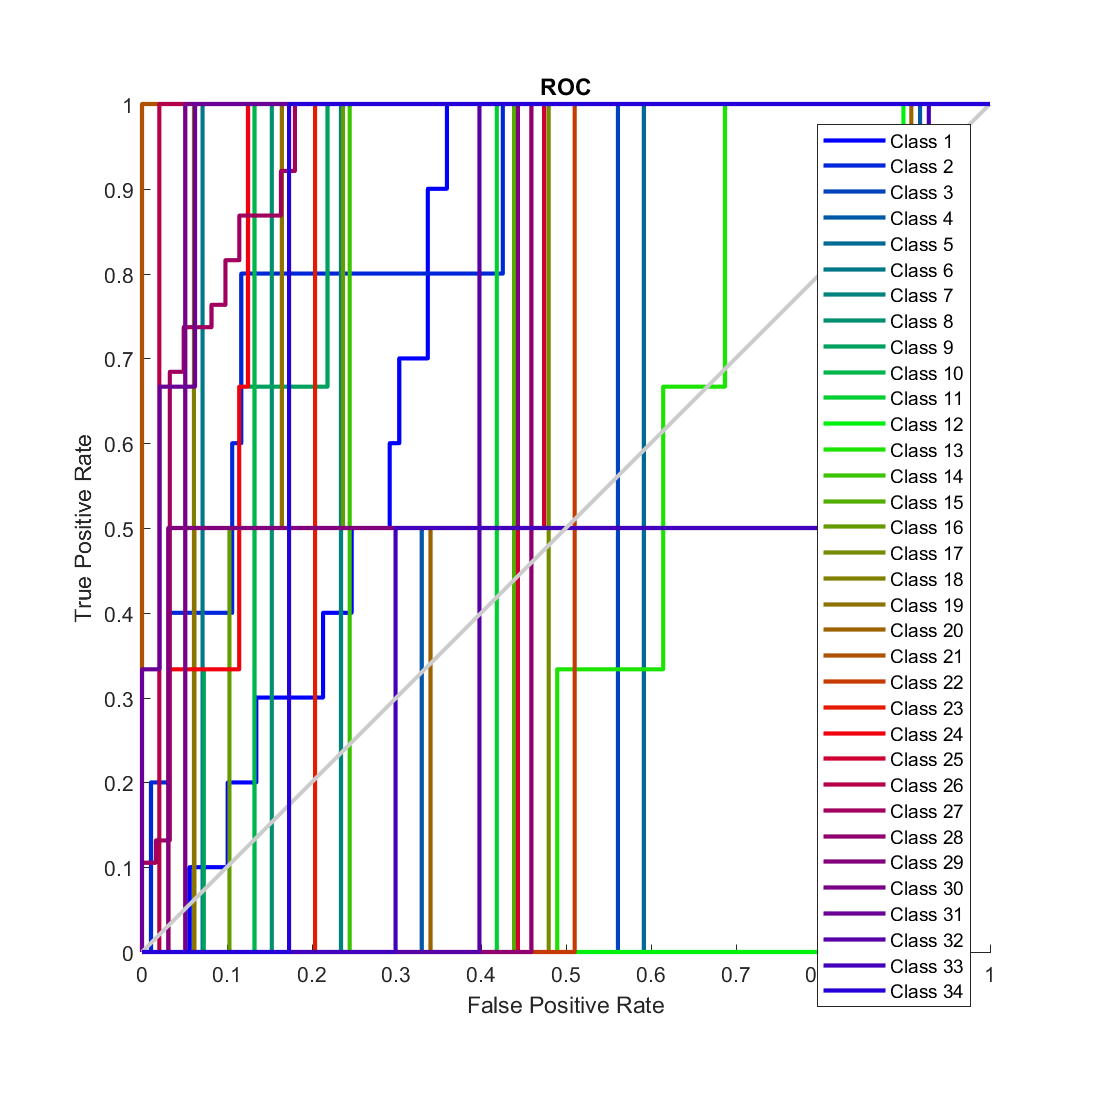 ROC
1
0.9
0.8
0.7
0.6
0.5
0.4
0.3
0.2
0.1
0
True Positive Rate
0 0.1 0.2 0.3 0.4 0.5 0.6 0.7 1
False Positive Rate
Class 1
Class 2
Class 3
Class 4
Class 5
Class 6
Class 7
Class 8
Class 9
Class 10
Class 11
Class 12
Class 13
Class 14
Class 15
Class 16
Class 17
Class 18
Class 19
Class 20
Class 21
Class 22
Class 23
Class 24
Class 25
Class 26
Class 27
Class 28
Class 29
Class 30
Class 31
Class 32
Class 33
Class 34